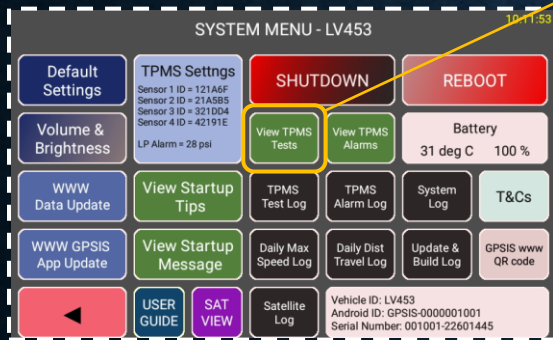 SYSTEM MENU - LV453
10:11:53
Default
Settings
TPMS Settngs
Sensor 1 ID = 121A6F
Sensor 2 ID = 21A5B5
Sensor 3 ID = 321DD4
Sensor 4 ID = 42191E
LP Alarm = 28 psi
SHUTDOWN
REBOOT
Volume &
Brightness
View TPMS
Tests
View TPMS
Alarms
Battery
31 deg C 100 %
WWW
Data Update
View Startup
Tips
TPMS
Test Log
TPMS
Alarm Log
System
Log
T&Cs
WWW GPSIS
App Update
View Startup
Message
Daily Max
Speed Log
Daily Dist
Travel Log
Update &
Build Log
GPSIS www
QR code
USER
GUIDE
SAT
VIEW
Satellite
Log
Vehicle ID: LV453
Android ID: GPSIS-0000001001
Serial Number: 001001-22601445